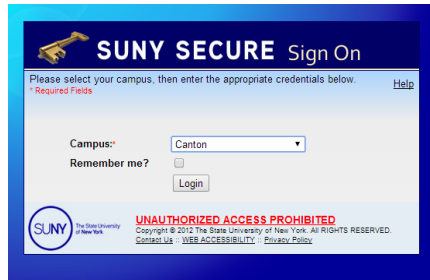 SUNY SECURE Sign On
Please select your campus, then enter the appropriate credentials below.
Help
* Required Fields
Campus:*
Canton
Remember me?
Login
SUNY
The State University
of New York
UNAUTHORIZED ACCESS PROHIBITED
Copyright © 2012 The State University of New York. All RIGHTS RESERVED.
Contact Us :: WEB ACCESSIBILITY :: Privacy Policy